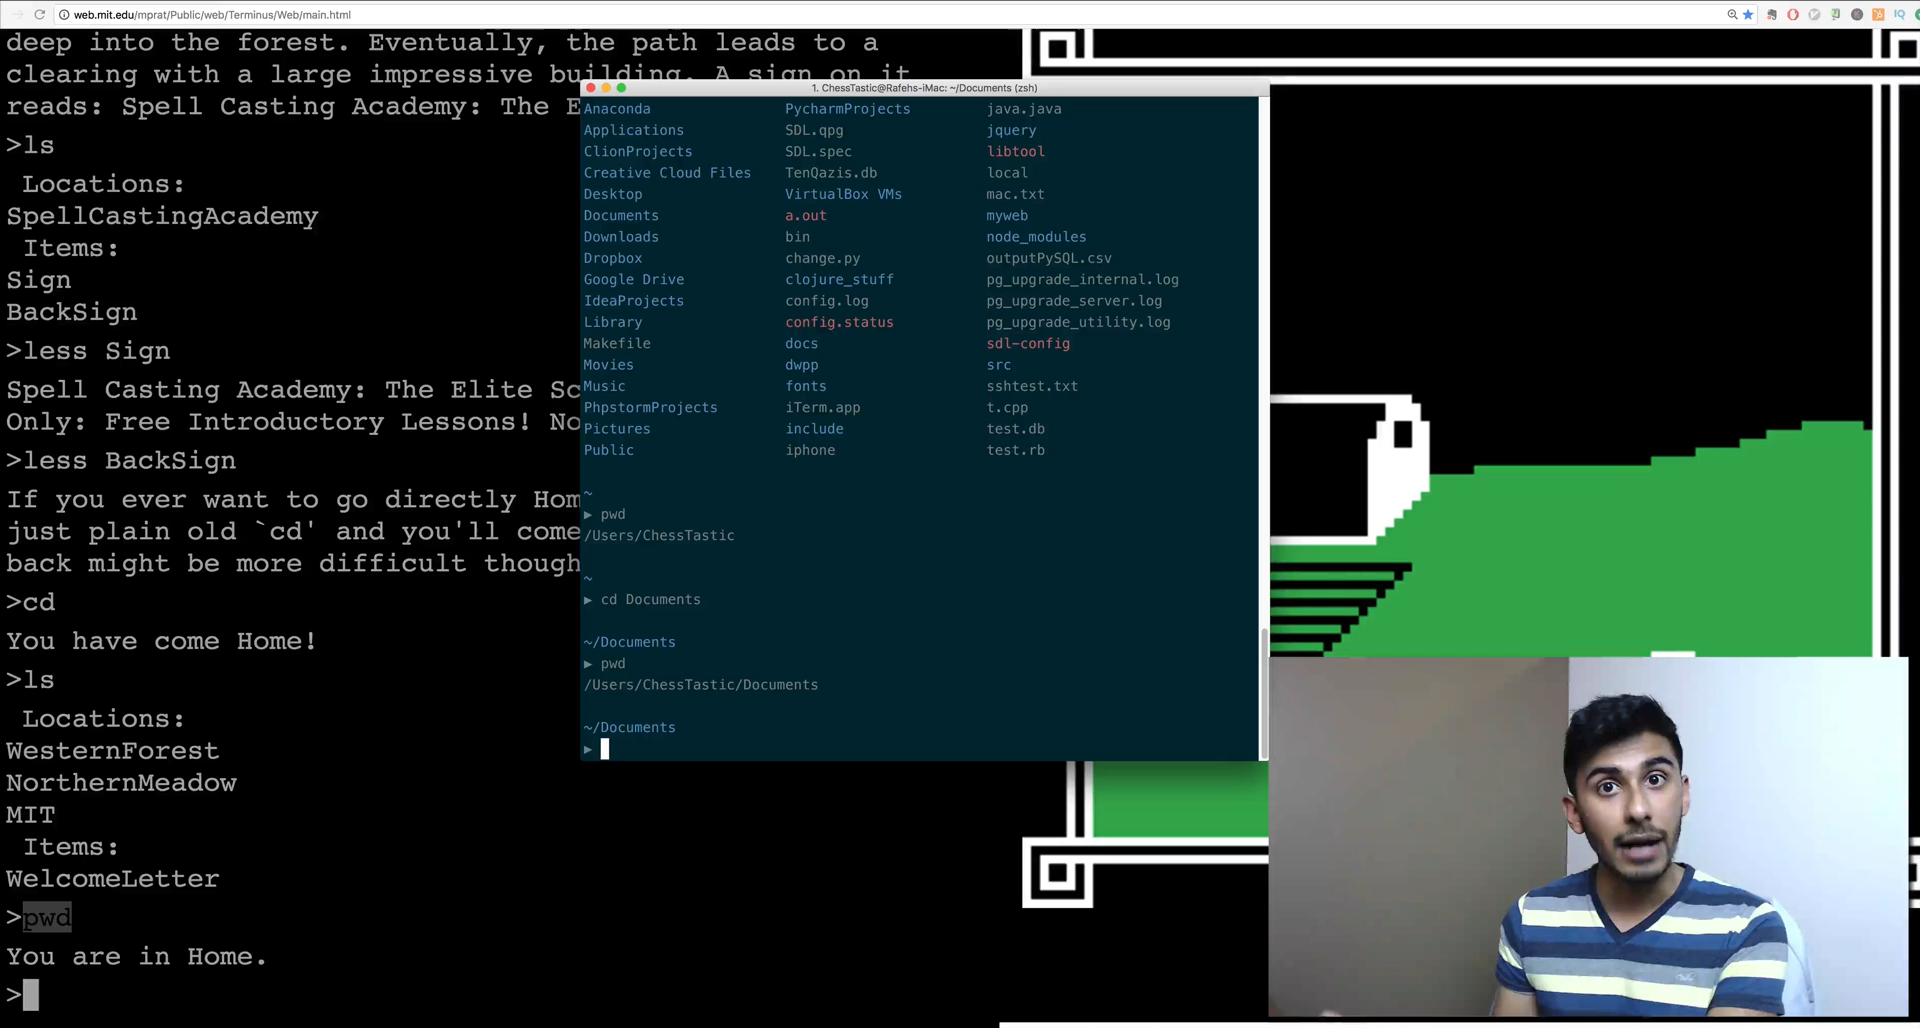 web.mit.edu/mprat/Public/web/Terminus/Web/main.html
deep into the forest. Eventually, the path leads to a
clearing with a large impressive building. A sign on it
reads: Spell Casting Academy: The E
>ls
Locations:
SpellCastingAcademy
Items:
Sign
BackSign
>less Sign
Spell Casting Academy: The Elite Sc
Only: Free Introductory Lessons! No
>less BackSign
If you ever want to go directly Hom
just plain old `cd' and you'll come
back might be more difficult though
>cd
You have come Home!
>ls
Locations:
WesternForest
NorthernMeadow
MIT
Items:
WelcomeLetter
>pwd
You are in Home.
>
1. ChessTastic@Rafehs-iMac: ~/Documents (zsh)
Anaconda PycharmProjects java.java
Applications SDL.qpg jquery
ClionProjects SDL.spec libtool
Creative Cloud Files TenQazis.db local
Desktop VirtualBox VMs mac.txt
Documents a.out myweb
Downloads bin node_modules
Dropbox change.py outputPySQL.csv
Google Drive clojure_stuff pg_upgrade_internal.log
IdeaProjects config.log pg_upgrade_server.log
Library config.status pg_upgrade_utility.log
Makefile docs sdl-config
Movies dwpp src
Music fonts sshtest.txt
PhpstormProjects iTerm.app t.cpp
Pictures include test.db
Public iphone test.rb
~
▶ pwd
/Users/ChessTastic
~
▶ cd Documents
~/Documents
▶ pwd
/Users/ChessTastic/Documents
~/Documents
▶